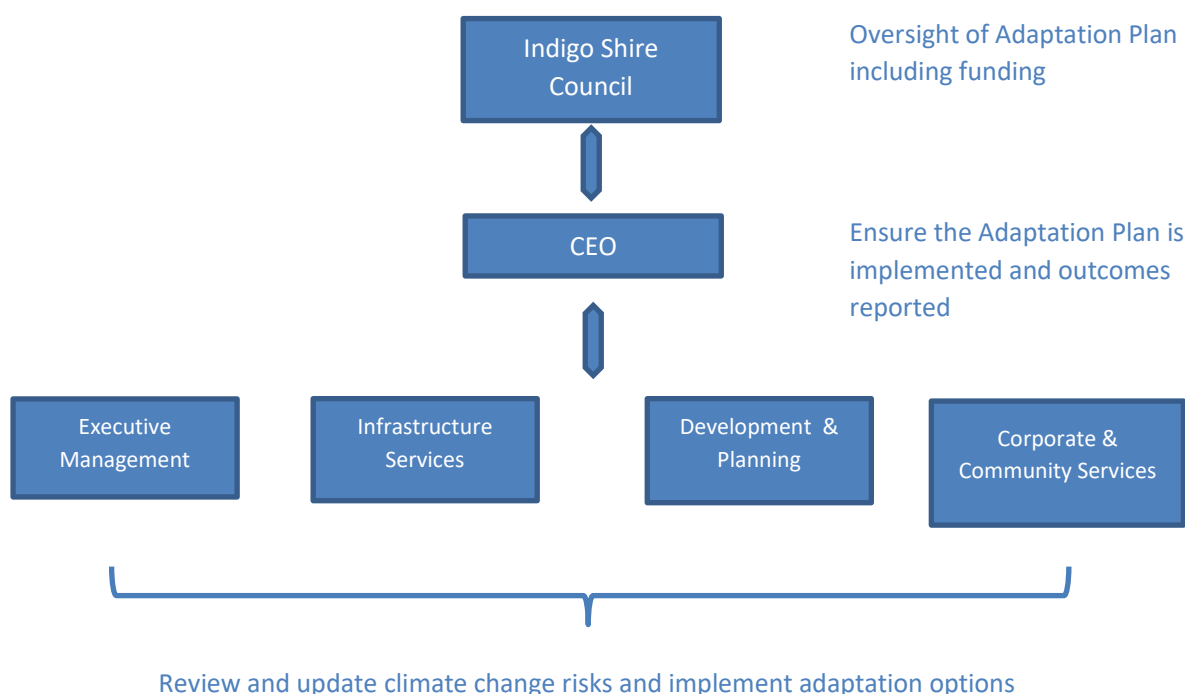 Indigo Shire
Council
Oversight of Adaptation Plan
including funding
CEO
Ensure the Adaptation Plan is
implemented and outcomes
reported
Executive
Management
Infrastructure
Services
Development & 
Planning
Corporate &
Community Services
Review and update climate change risks and implement adaptation options